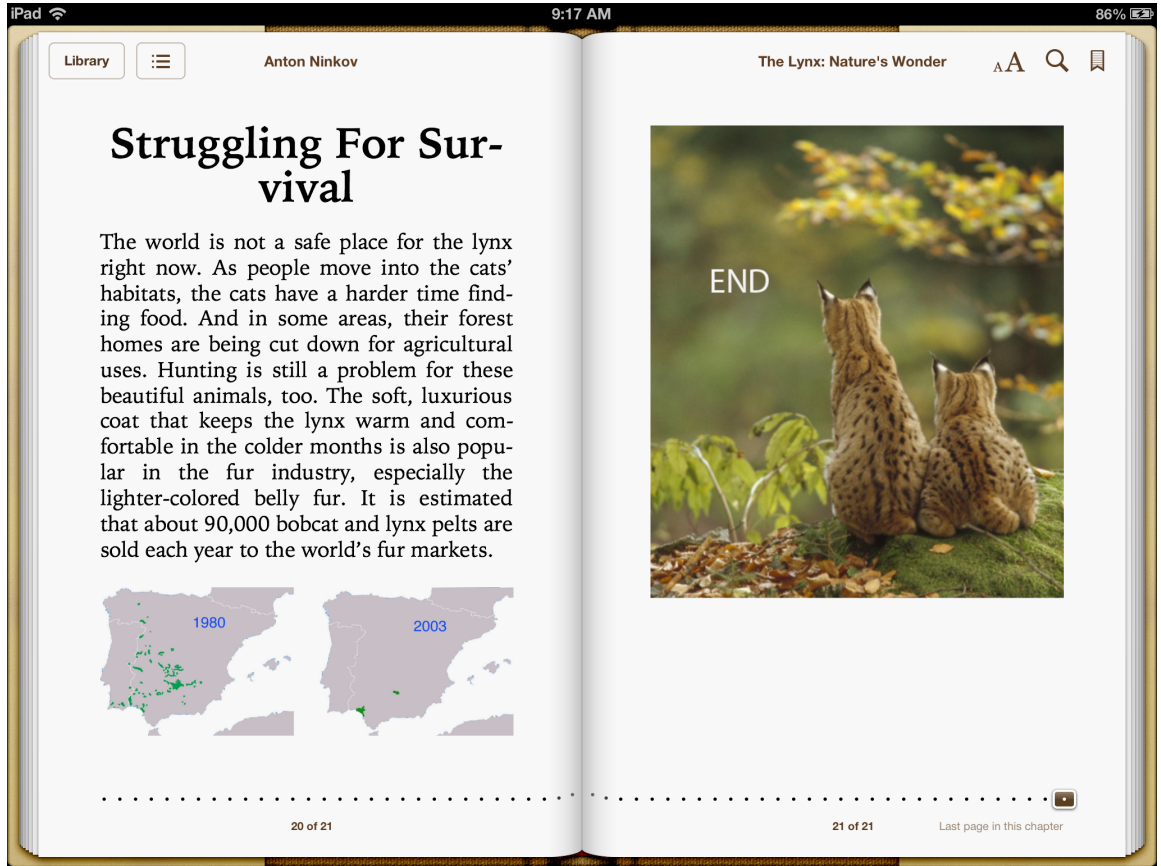 iPad 9:17 AM 86%
Library Anton Ninkov
The Lynx: Nature's Wonder AA
Struggling For Sur-
vival
The world is not a safe place for the lynx
right now. As people move into the cats’
habitats, the cats have a harder time find-
ing food. And in some areas, their forest
homes are being cut down for agricultural
uses. Hunting is still a problem for these
beautiful animals, too. The soft, luxurious
coat that keeps the lynx warm and com-
fortable in the colder months is also popu-
lar in the fur industry, especially the
lighter-colored belly fur. It is estimated
that about 90,000 bobcat and lynx pelts are
sold each year to the world’s fur markets.
1980
2003
20 of 21
END
21 of 21 Last page in this chapter